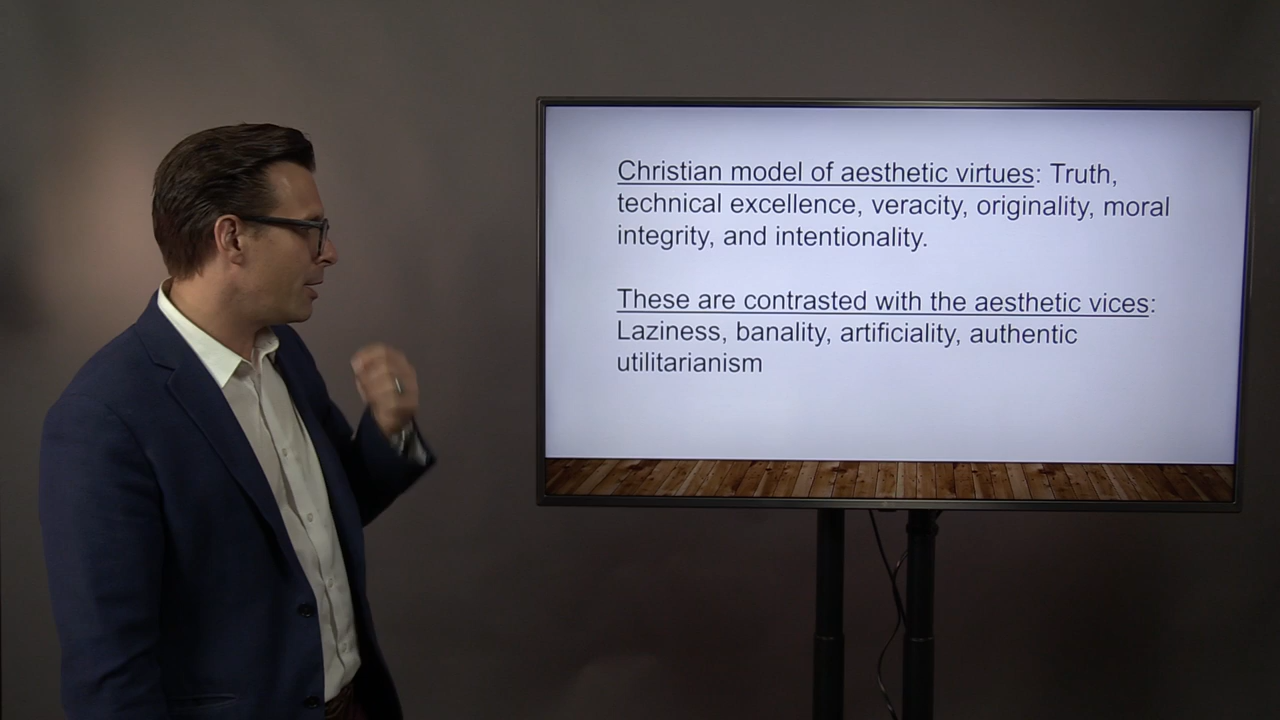 Christian model of aesthetic virtues: Truth,
technical excellence, veracity, originality, moral
integrity, and intentionality.
These are contrasted with the aesthetic vices:
Laziness, banality, artificiality, authentic
utilitarianism